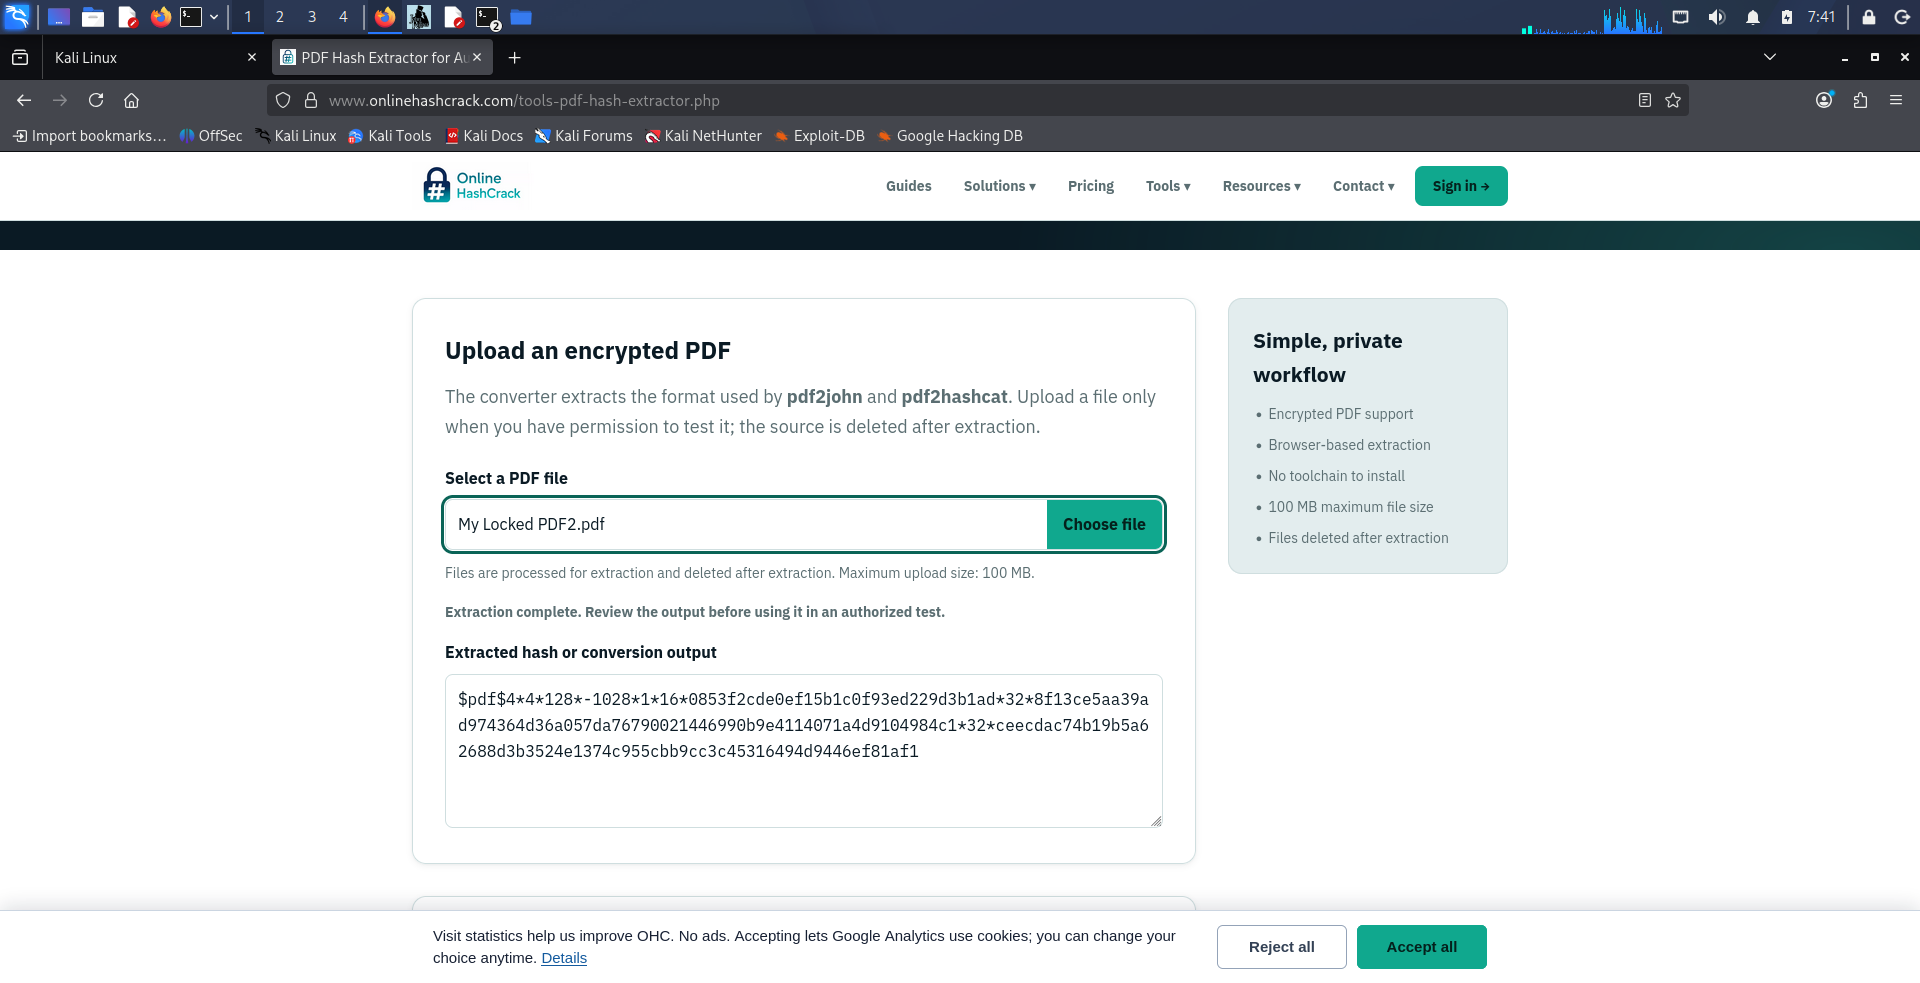 1
2
3
4
2
7:41
Kali Linux
PDF Hash Extractor for Au
www.onlinehashcrack.com/tools-pdf-hash-extractor.php
Import bookmarks...
OffSec
Kali Linux
Kali Tools
Kali Docs
Kali Forums
Kali NetHunter
Exploit-DB
Google Hacking DB
Online
HashCrack
Guides
Solutions ▾
Pricing
Tools ▾
Resources ▾
Contact ▾
Sign in →
Upload an encrypted PDF
The converter extracts the format used by pdf2john and pdf2hashcat. Upload a file only
when you have permission to test it; the source is deleted after extraction.
Select a PDF file
My Locked PDF2.pdf
Choose file
Files are processed for extraction and deleted after extraction. Maximum upload size: 100 MB.
Extraction complete. Review the output before using it in an authorized test.
Extracted hash or conversion output
$pdf$4*4*128*-1028*1*16*0853f2cde0ef15b1c0f93ed229d3b1ad*32*8f13ce5aa39a
d974364d36a057da76790021446990b9e4114071a4d9104984c1*32*ceecdac74b19b5a6
2688d3b3524e1374c955cbb9cc3c45316494d9446ef81af1
Simple, private
workflow
• Encrypted PDF support
• Browser-based extraction
• No toolchain to install
• 100 MB maximum file size
• Files deleted after extraction
Visit statistics help us improve OHC. No ads. Accepting lets Google Analytics use cookies; you can change your
choice anytime. Details
Reject all
Accept all